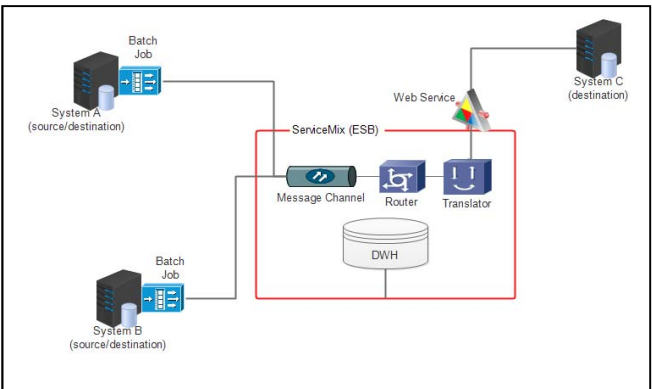 Batch
Job
System A
(source/destination)
System C
(destination)
Web Service
ServiceMix (ESB)
Message Channel
Router
Translator
DWH
Batch
Job
System B
(source/destination)